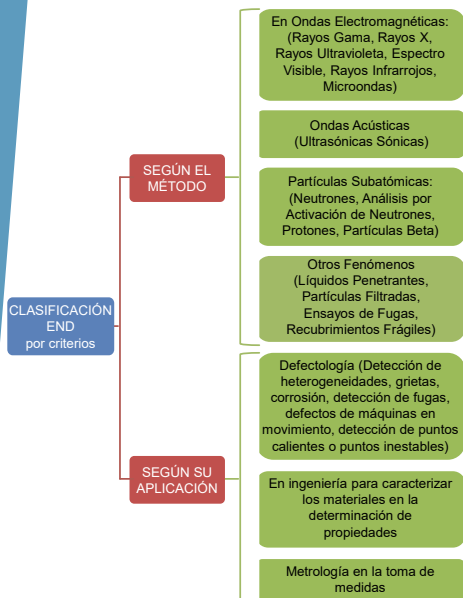 CLASIFICACIÓN
END
por criterios
SEGÚN EL
MÉTODO
En Ondas Electromagnéticas:
(Rayos Gama, Rayos X,
Rayos Ultravioleta, Espectro
Visible, Rayos Infrarrojos,
Microondas)
Ondas Acústicas
(Ultrasónicas Sónicas)
Partículas Subatómicas:
(Neutrones, Análisis por
Activación de Neutrones,
Protones, Partículas Beta)
Otros Fenómenos
(Líquidos Penetrantes,
Partículas Filtradas,
Ensayos de Fugas,
Recubrimientos Frágiles)
SEGÚN SU
APLICACIÓN
Defectología (Detección de
heterogeneidades, grietas,
corrosión, detección de fugas,
defectos de máquinas en
movimiento, detección de puntos
calientes o puntos inestables)
En ingeniería para caracterizar
los materiales en la
determinación de
propiedades
Metrología en la toma de
medidas